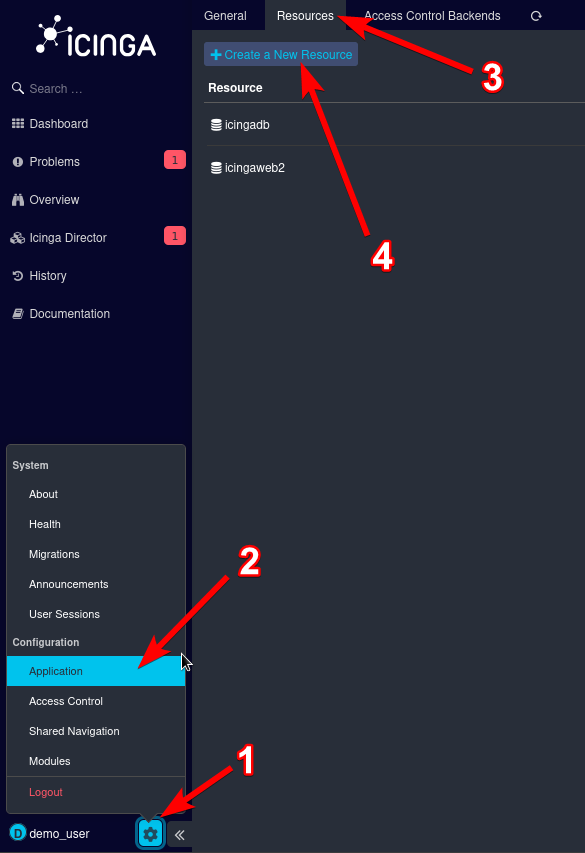 ICINGA
Search ...
Dashboard
Problems 1
Overview
Icinga Director 1
History
Documentation
System
About
Health
Migrations
Announcements
User Sessions
Configuration
Application
Access Control
Shared Navigation
Modules
Logout
D demo_user
General Resources Access Control Backends
+ Create a New Resource
Resource
icingadb
icingaweb2
3
4
2
1